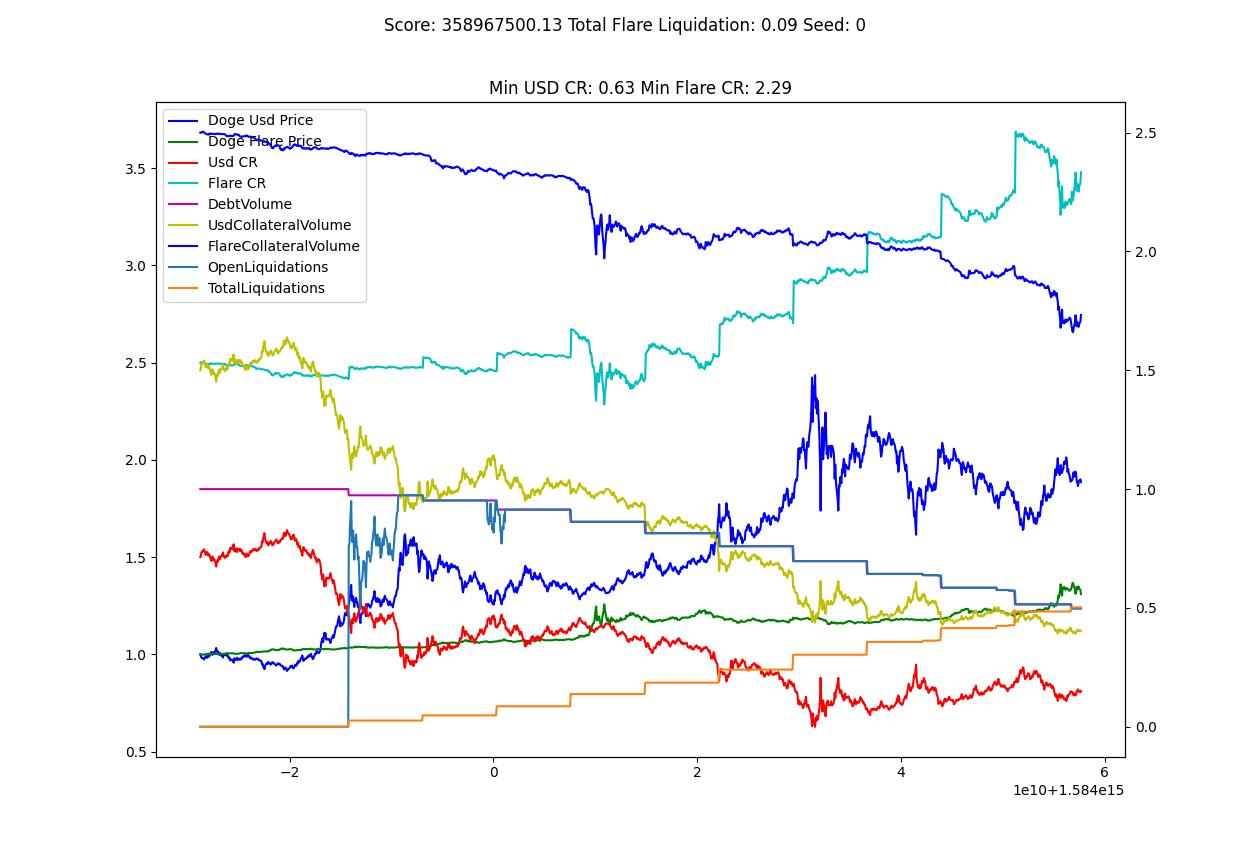 Score: 358967500.13 Total Flare Liquidation: 0.09 Seed: 0
Min USD CR: 0.63 Min Flare CR: 2.29
Doge Usd Price
Doge Flare Price
Usd CR
Flare CR
DebtVolume
UsdCollateralVolume
FlareCollateralVolume
OpenLiquidations
TotalLiquidations
3.5
3.0
2.5
2.0
1.5
1.0
0.5
2.5
2.0
1.5
1.0
0.5
0.0
−2 0 2 4 6
1e10+1.584e15